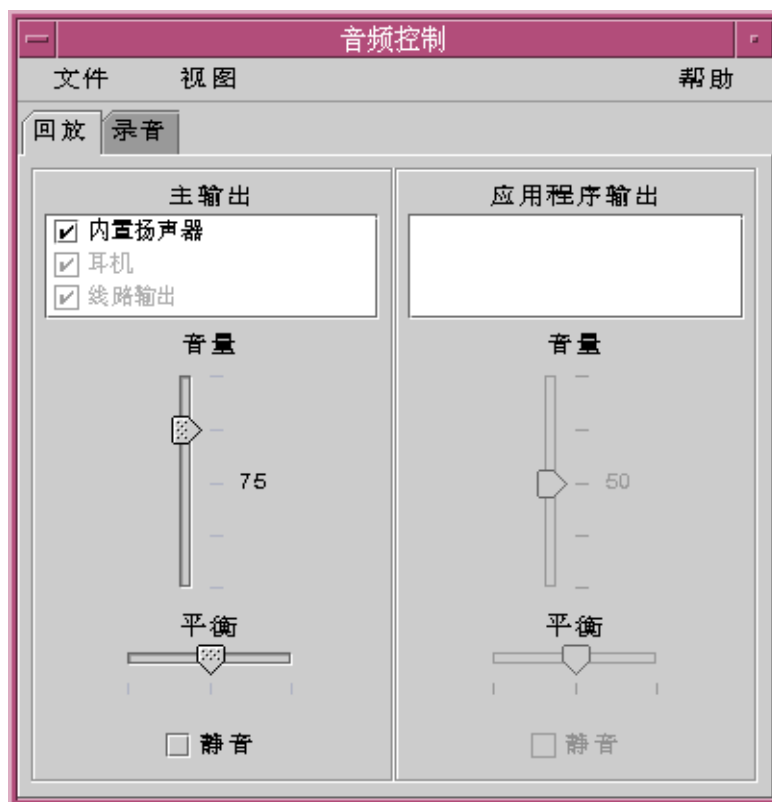 音频控制
文件 视图 帮助
回放 录音
主输出
内置扬声器
耳机
线路输出
音量
75
平衡
静音
应用程序输出
音量
50
平衡
静音